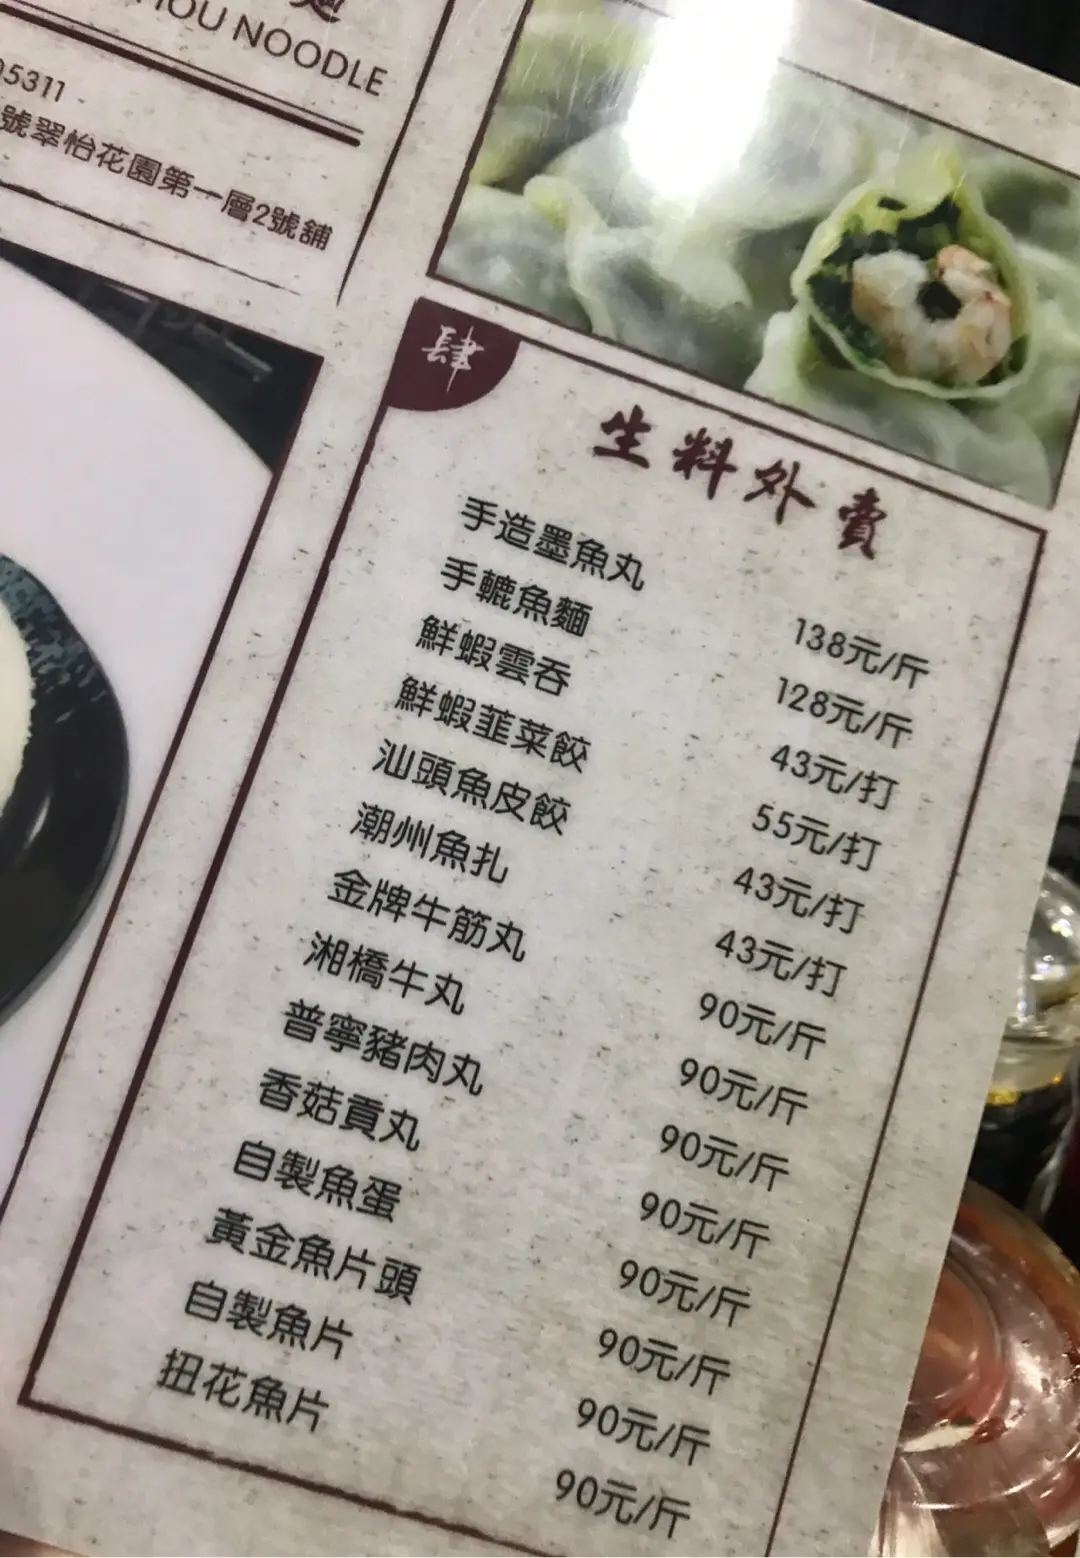 HOU NOODLE
05311
號翠怡花園第一層2號舖
肆
生料外賣
手造墨魚丸 138元/斤
手轆魚麵 128元/斤
鮮蝦雲吞 43元/打
鮮蝦韮菜餃 55元/打
汕頭魚皮餃 43元/打
潮州魚扎 43元/打
金牌牛筋丸 90元/斤
湘橋牛丸 90元/斤
普寧豬肉丸 90元/斤
香菇貢丸 90元/斤
自製魚蛋 90元/斤
黃金魚片頭 90元/斤
自製魚片 90元/斤
扭花魚片 90元/斤